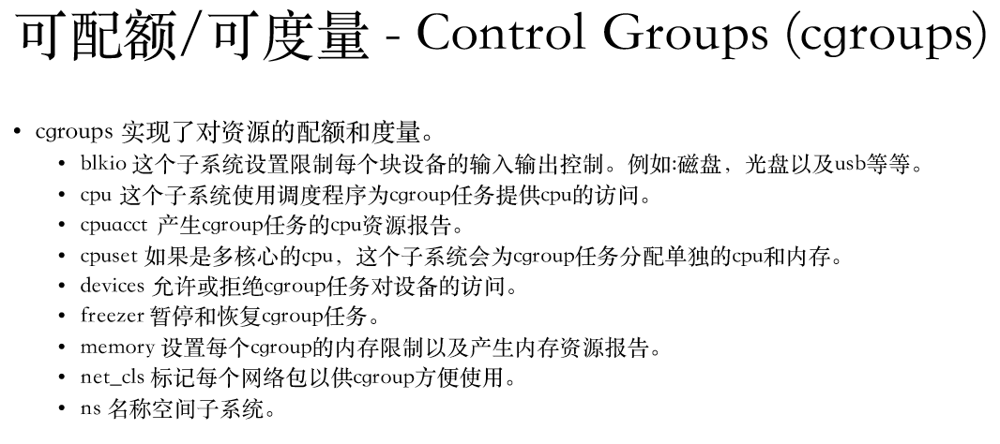 可配额/可度量 - Control Groups (cgroups)
• cgroups 实现了对资源的配额和度量。
• blkio 这个子系统设置限制每个块设备的输入输出控制。例如:磁盘，光盘以及usb等等。
• cpu 这个子系统使用调度程序为cgroup任务提供cpu的访问。
• cpuacct 产生cgroup任务的cpu资源报告。
• cpuset 如果是多核心的cpu，这个子系统会为cgroup任务分配单独的cpu和内存。
• devices 允许或拒绝cgroup任务对设备的访问。
• freezer 暂停和恢复cgroup任务。
• memory 设置每个cgroup的内存限制以及产生内存资源报告。
• net_cls 标记每个网络包以供cgroup方便使用。
• ns 名称空间子系统。